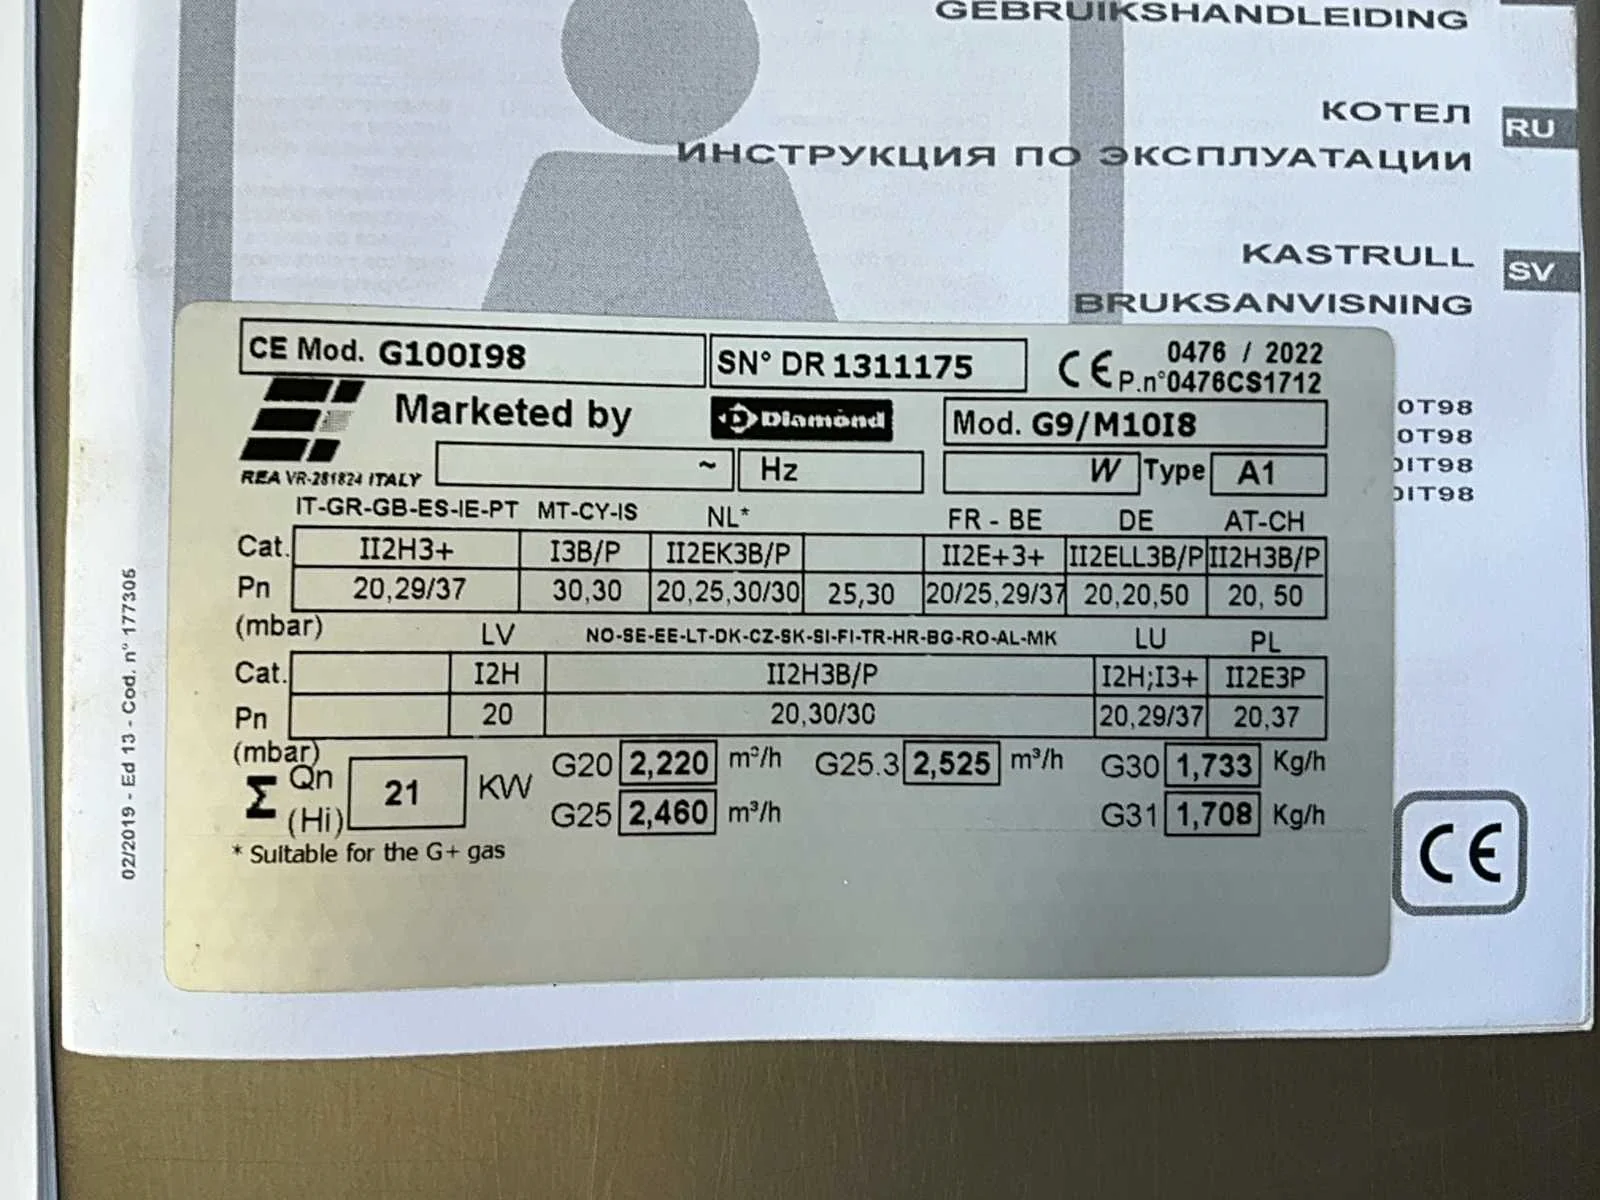 GEBRUIKSHANDLEIDING
КОТЕЛ RU
ИНСТРУКЦИЯ ПО ЭКСПЛУАТАЦИИ
KASTRULL SV
BRUKSANVISNING
CE Mod. G100I98 SN° DR 1311175 CE 0476 / 2022
P.n°0476CS1712
Marketed by Diamond Mod. G9/M10I8
0T98
0T98
0IT98
0IT98
REA VR-281824 ITALY ~ Hz W Type A1
IT-GR-GB-ES-IE-PT MT-CY-IS NL* FR - BE DE AT-CH
Cat. II2H3+ I3B/P II2EK3B/P II2E+3+ II2ELL3B/P II2H3B/P
Pn 20,29/37 30,30 20,25,30/30 25,30 20/25,29/37 20,20,50 20, 50
(mbar) LV NO-SE-EE-LT-DK-CZ-SK-SI-FI-TR-HR-BG-RO-AL-MK LU PL
Cat. I2H II2H3B/P I2H;I3+ II2E3P
Pn 20 20,30/30 20,29/37 20,37
(mbar)
Σ Qn (Hi) 21 KW
G20 2,220 m³/h G25.3 2,525 m³/h G30 1,733 Kg/h
G25 2,460 m³/h G31 1,708 Kg/h
* Suitable for the G+ gas
CE
02/2019 - Ed 13 - Cod. n° 177306